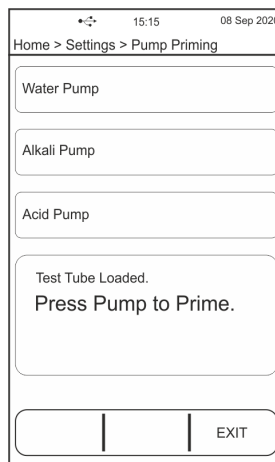 15:15 08 Sep 2020
Home > Settings > Pump Priming
Water Pump
Alkali Pump
Acid Pump
Test Tube Loaded.
Press Pump to Prime.
EXIT